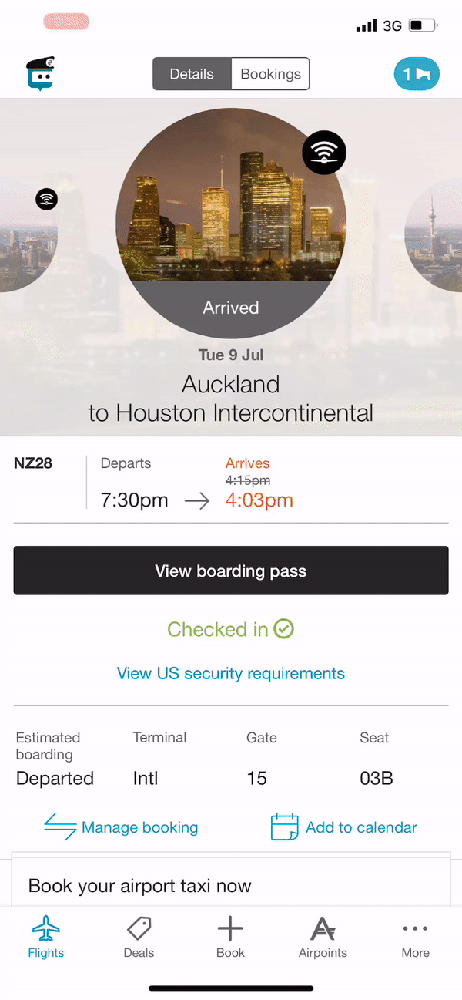 3G
Details
Bookings
1
Arrived
Tue 9 Jul
Auckland
to Houston Intercontinental
NZ28
Departs
Arrives
4:15pm
7:30pm
4:03pm
View boarding pass
Checked in
View US security requirements
Estimated
boarding
Terminal
Gate
Seat
Departed
Intl
15
03B
Manage booking
Add to calendar
Book your airport taxi now
Flights
Deals
Book
Airpoints
More